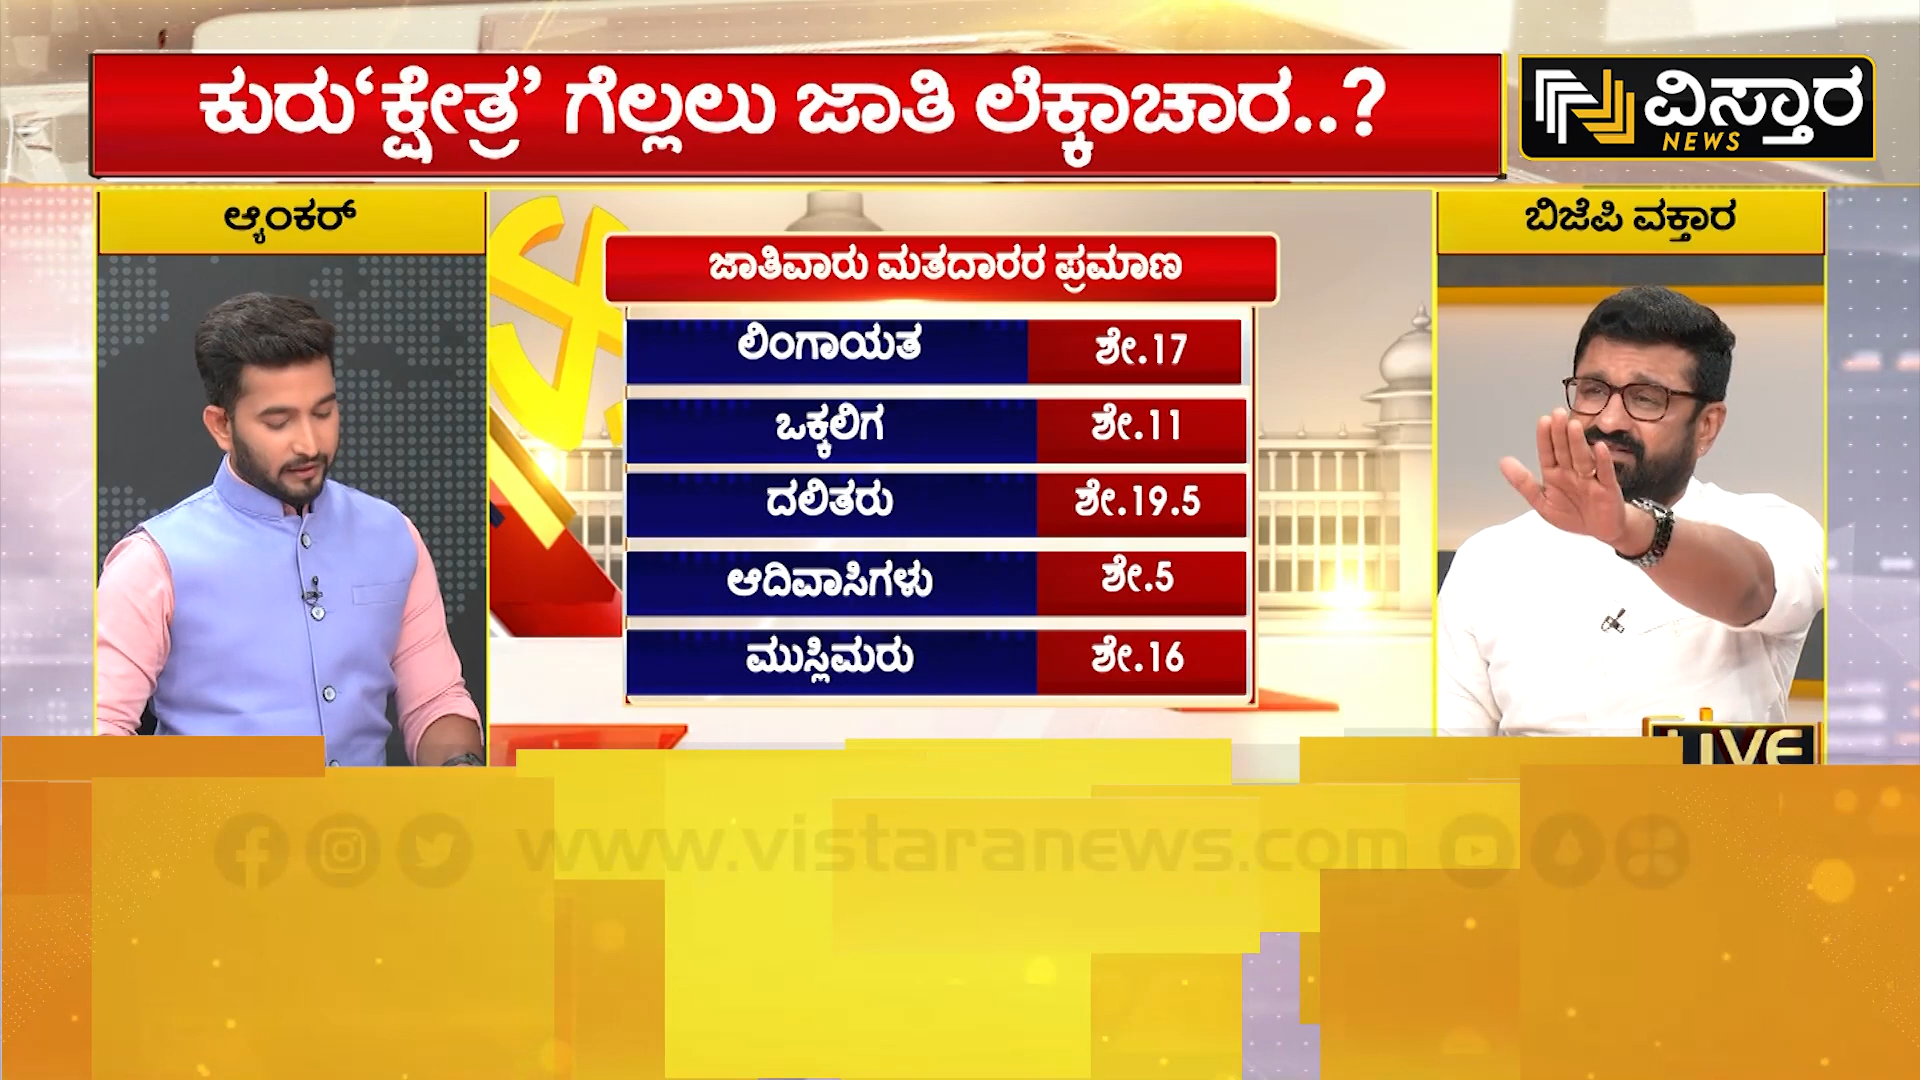 ಕುರು‘ಕ್ಷೇತ್ರ’ ಗೆಲ್ಲಲು ಜಾತಿ ಲೆಕ್ಕಾಚಾರ..?
ವಿಸ್ತಾರ
NEWS
ಆ್ಯಂಕರ್
ಬಿಜೆಪಿ ವಕ್ತಾರ
ಜಾತಿವಾರು ಮತದಾರರ ಪ್ರಮಾಣ
ಲಿಂಗಾಯತ ಶೇ.17
ಒಕ್ಕಲಿಗ ಶೇ.11
ದಲಿತರು ಶೇ.19.5
ಆದಿವಾಸಿಗಳು ಶೇ.5
ಮುಸ್ಲಿಮರು ಶೇ.16
LIVE
www.vistaranews.com